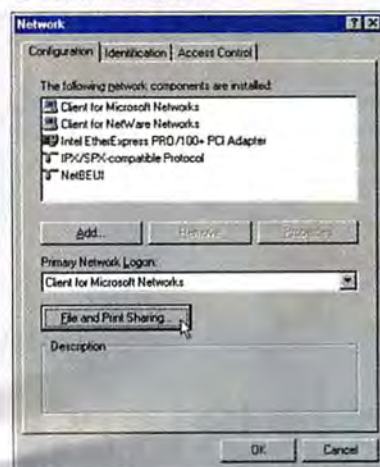 Network
Configuration Identification Access Control
The following network components are installed:
Client for Microsoft Networks
Client for NetWare Networks
Intel EtherExpress PRO/100+ PCI Adapter
IPX/SPX-compatible Protocol
NetBEUI
Add... Remove Properties
Primary Network Logon:
Client for Microsoft Networks
File and Print Sharing...
Description
OK Cancel